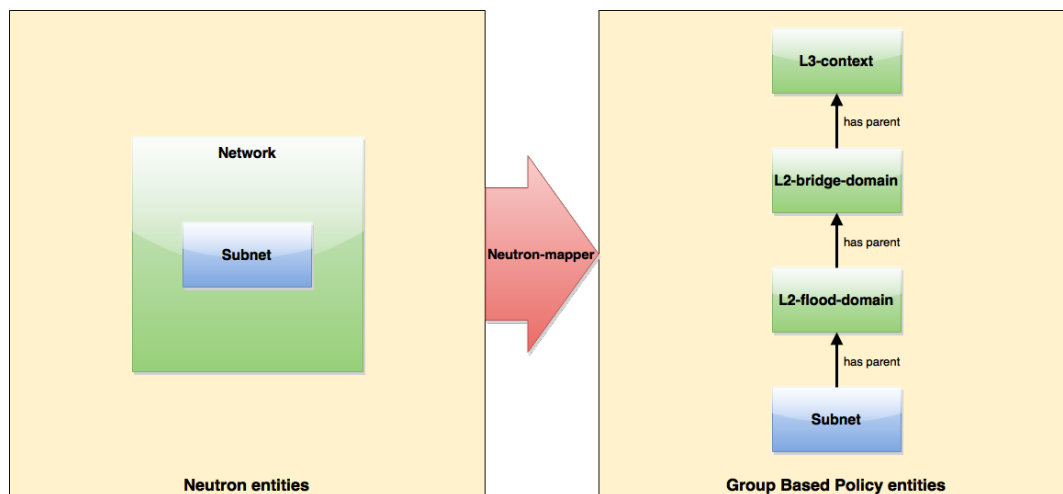 Network
Subnet
Neutron entities
Neutron-mapper
L3-context
has parent
L2-bridge-domain
has parent
L2-flood-domain
has parent
Subnet
Group Based Policy entities